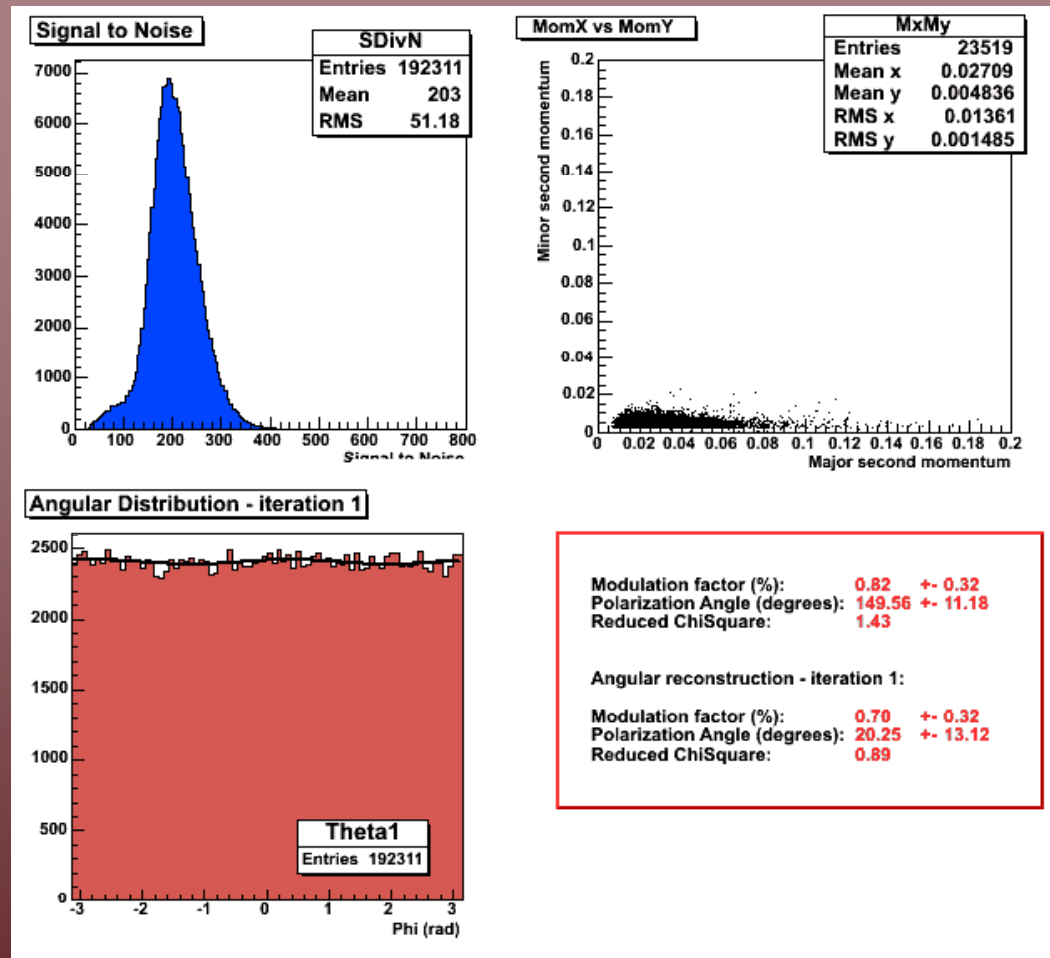 Signal to Noise
SDivN
Entries 192311
Mean 203
RMS 51.18
7000
6000
5000
4000
3000
2000
1000
0
0 100 200 300 400 500 600 700 800
Signal to Noise
MomX vs MomY
MxMy
Entries 23519
Mean x 0.02709
Mean y 0.004836
RMS x 0.01361
RMS y 0.001485
Minor second momentum
0.2
0.18
0.16
0.14
0.12
0.1
0.08
0.06
0.04
0.02
0
0 0.02 0.04 0.06 0.08 0.1 0.12 0.14 0.16 0.18 0.2
Major second momentum
Angular Distribution - iteration 1
2500
2000
1500
1000
500
0
Theta1
Entries 192311
-3 -2 -1 0 1 2 3
Phi (rad)
Modulation factor (%): 0.82 +- 0.32
Polarization Angle (degrees): 149.56 +- 11.18
Reduced ChiSquare: 1.43
Angular reconstruction - iteration 1:
Modulation factor (%): 0.70 +- 0.32
Polarization Angle (degrees): 20.25 +- 13.12
Reduced ChiSquare: 0.89